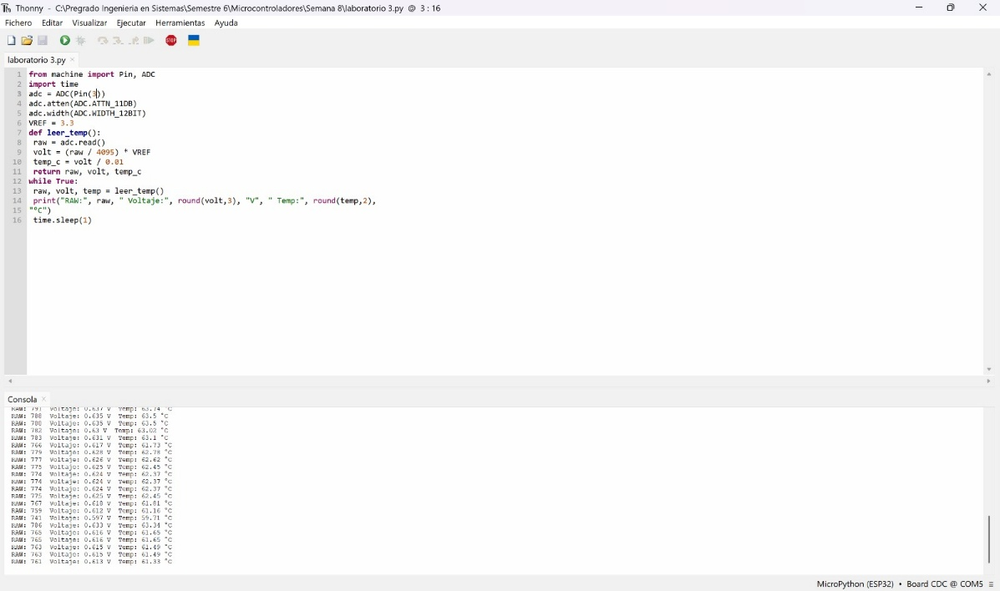 Thonny - C:\Pregrado Ingenieria en Sistemas\Semestre 6\Microcontroladores\Semana 8\laboratorio 3.py @ 3 : 16
Fichero Editar Visualizar Ejecutar Herramientas Ayuda
STOP
laboratorio 3.py ×
1 from machine import Pin, ADC
2 import time
3 adc = ADC(Pin(3))
4 adc.atten(ADC.ATTN_11DB)
5 adc.width(ADC.WIDTH_12BIT)
6 VREF = 3.3
7 def leer_temp():
8 raw = adc.read()
9 volt = (raw / 4095) * VREF
10 temp_c = volt / 0.01
11 return raw, volt, temp_c
12 while True:
13 raw, volt, temp = leer_temp()
14 print("RAW:", raw, " Voltaje:", round(volt,3), "V", " Temp:", round(temp,2),
15 "°C")
16 time.sleep(1)
Consola ×
RAW: 791 Voltaje: 0.637 V Temp: 63.74 °C
RAW: 788 Voltaje: 0.635 V Temp: 63.5 °C
RAW: 788 Voltaje: 0.635 V Temp: 63.5 °C
RAW: 782 Voltaje: 0.63 V Temp: 63.02 °C
RAW: 783 Voltaje: 0.631 V Temp: 63.1 °C
RAW: 766 Voltaje: 0.617 V Temp: 61.73 °C
RAW: 779 Voltaje: 0.628 V Temp: 62.78 °C
RAW: 777 Voltaje: 0.626 V Temp: 62.62 °C
RAW: 775 Voltaje: 0.625 V Temp: 62.45 °C
RAW: 774 Voltaje: 0.624 V Temp: 62.37 °C
RAW: 774 Voltaje: 0.624 V Temp: 62.37 °C
RAW: 774 Voltaje: 0.624 V Temp: 62.37 °C
RAW: 775 Voltaje: 0.625 V Temp: 62.45 °C
RAW: 767 Voltaje: 0.618 V Temp: 61.81 °C
RAW: 759 Voltaje: 0.612 V Temp: 61.16 °C
RAW: 741 Voltaje: 0.597 V Temp: 59.71 °C
RAW: 786 Voltaje: 0.633 V Temp: 63.34 °C
RAW: 765 Voltaje: 0.616 V Temp: 61.65 °C
RAW: 765 Voltaje: 0.616 V Temp: 61.65 °C
RAW: 763 Voltaje: 0.615 V Temp: 61.49 °C
RAW: 763 Voltaje: 0.615 V Temp: 61.49 °C
RAW: 761 Voltaje: 0.613 V Temp: 61.33 °C
MicroPython (ESP32) • Board CDC @ COM5 ≡